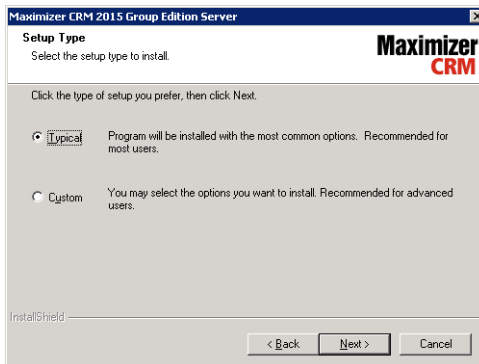 Maximizer CRM 2015 Group Edition Server
Setup Type
Select the setup type to install.
Maximizer
CRM
Click the type of setup you prefer, then click Next.
Typical
Program will be installed with the most common options. Recommended for
most users.
Custom
You may select the options you want to install. Recommended for advanced
users.
InstallShield
< Back
Next >
Cancel